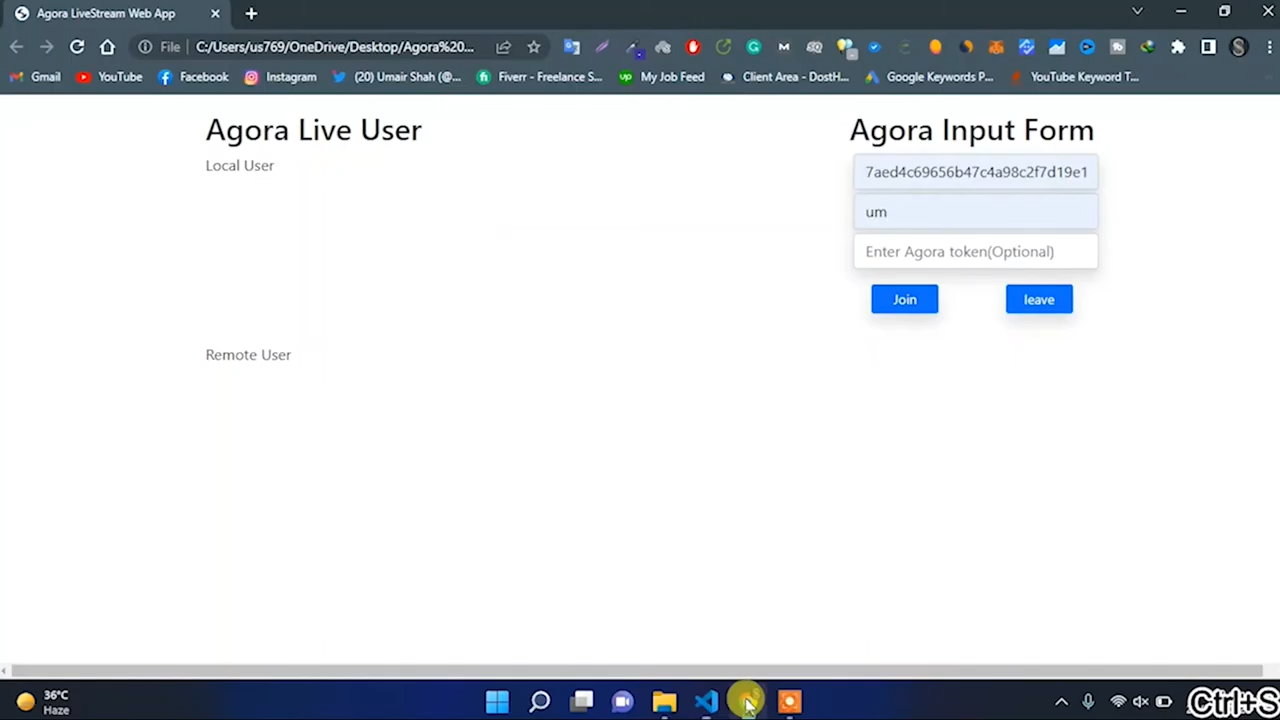 Agora LiveStream Web App
File C:/Users/us769/OneDrive/Desktop/Agora%20...
Gmail YouTube Facebook Instagram (20) Umair Shah (@... Fiverr - Freelance S... My Job Feed Client Area - DostH... Google Keywords P... YouTube Keyword T...
Agora Live User
Local User
Remote User
Agora Input Form
7aed4c69656b47c4a98c2f7d19e1
um
Enter Agora token(Optional)
Join leave
36°C
Haze
Ctrl+S